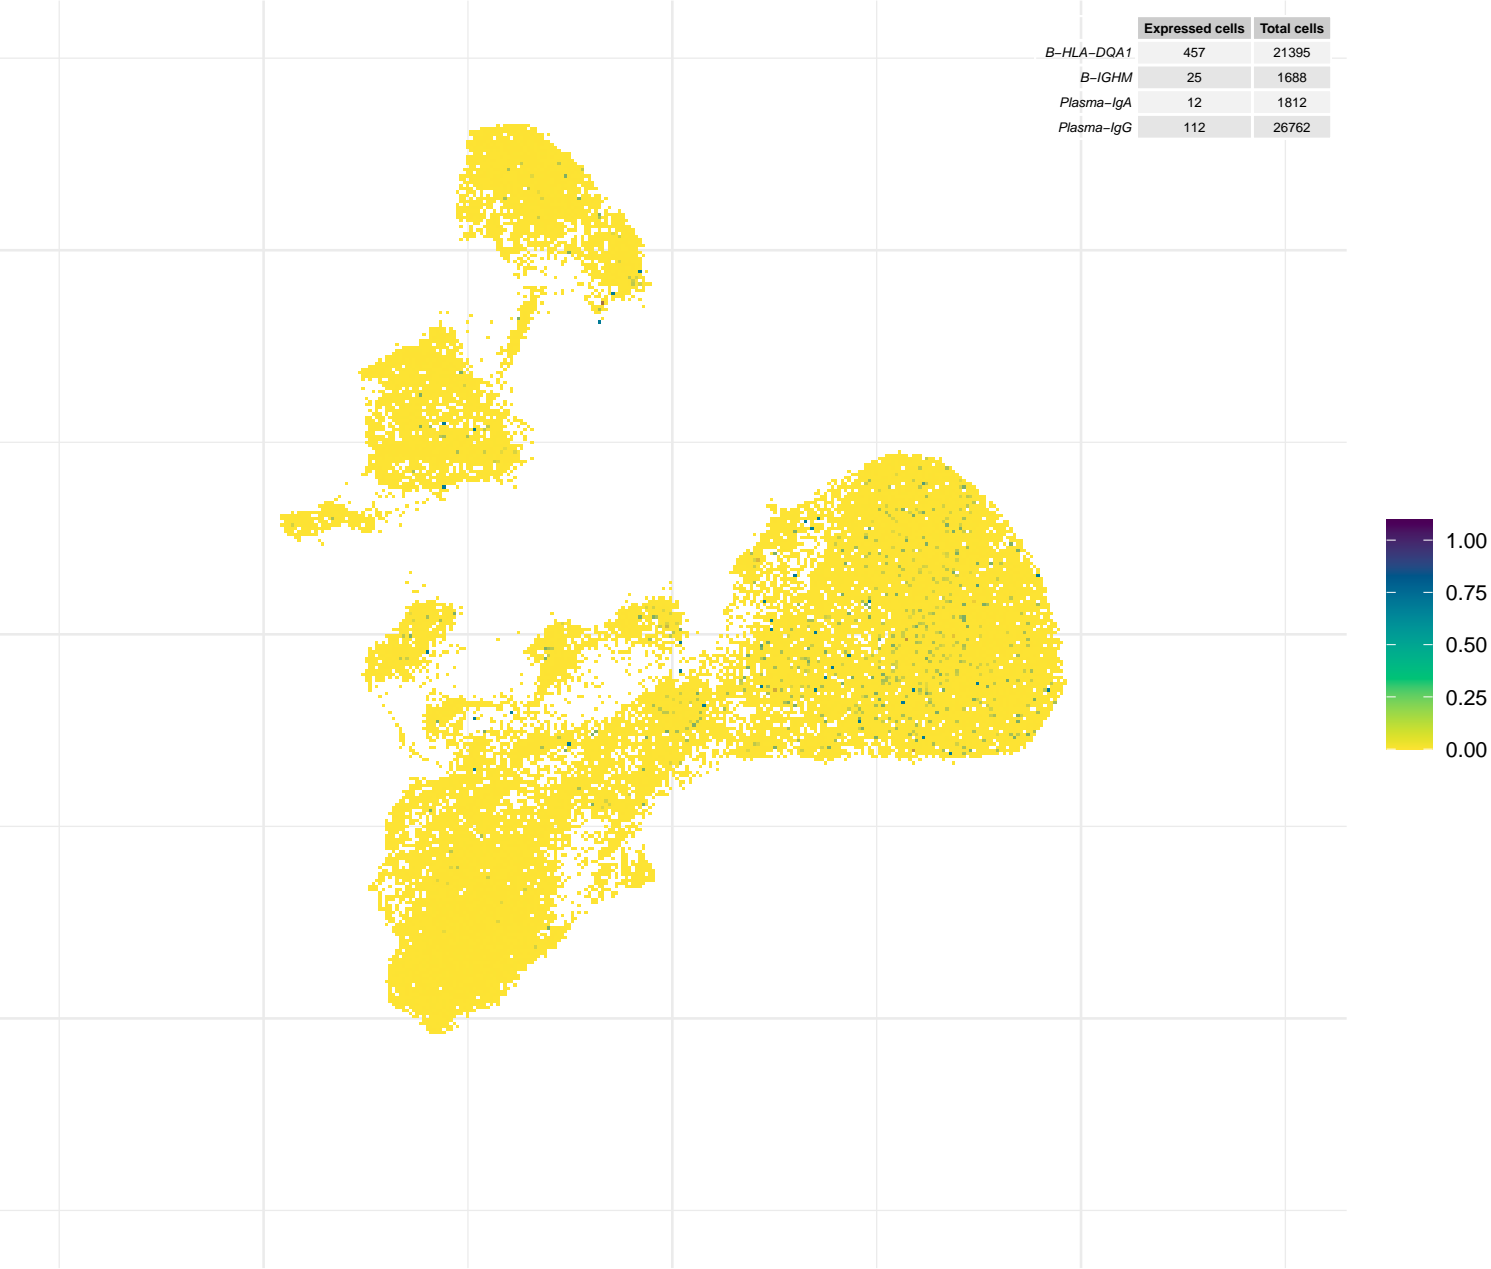 Expressed cells Total cells
B−HLA−DQA1 457 21395
B−IGHM 25 1688
Plasma−IgA 12 1812
Plasma−IgG 112 26762
1.00
0.75
0.50
0.25
0.00